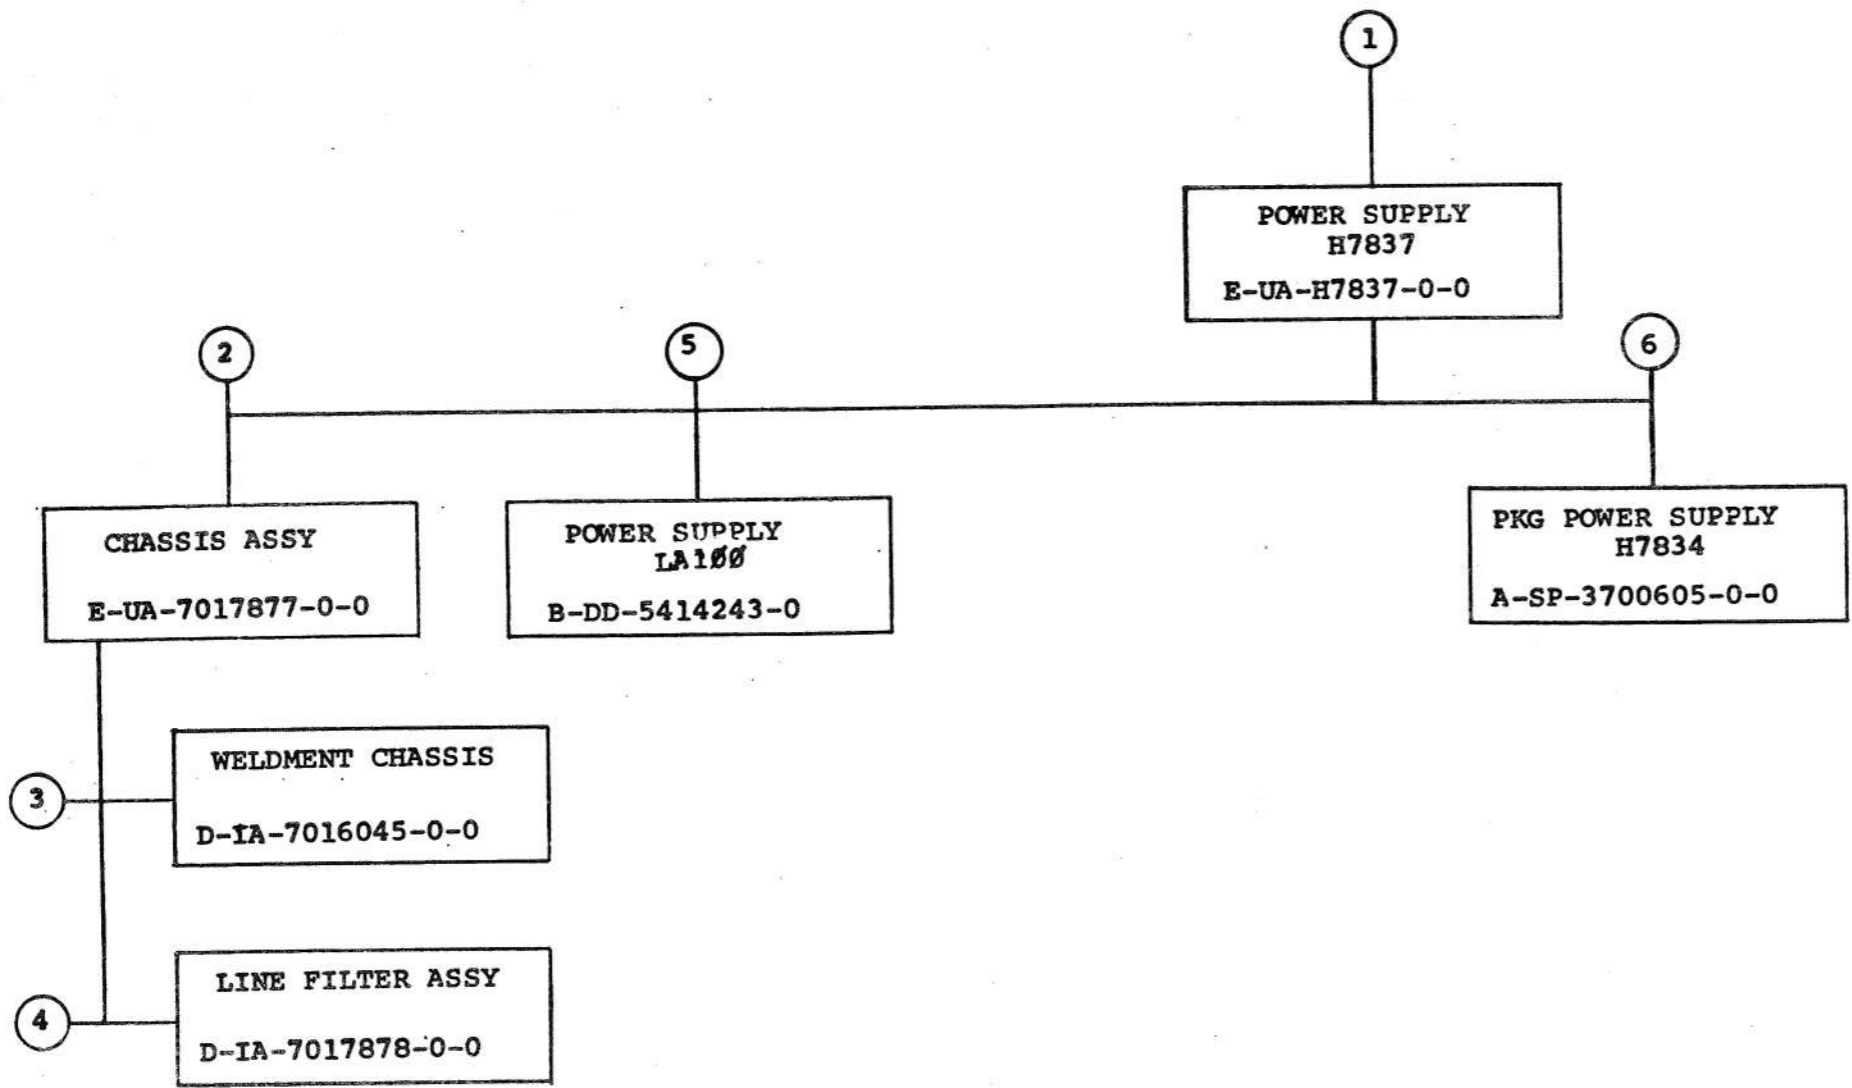 1
POWER SUPPLY
H7837
E-UA-H7837-0-0
2
5
6
CHASSIS ASSY
E-UA-7017877-0-0
POWER SUPPLY
LA1ØØ
B-DD-5414243-0
PKG POWER SUPPLY
H7834
A-SP-3700605-0-0
3
WELDMENT CHASSIS
D-IA-7016045-0-0
4
LINE FILTER ASSY
D-IA-7017878-0-0